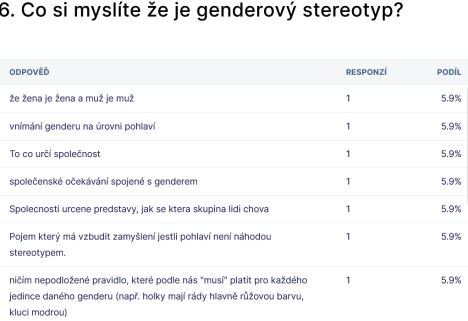 6. Co si myslíte že je genderový stereotyp?
ODPOVĚĎ RESPONZÍ PODÍL
že žena je žena a muž je muž 1 5.9%
vnímání genderu na úrovni pohlaví 1 5.9%
To co určí společnost 1 5.9%
společenské očekávání spojené s genderem 1 5.9%
Spolecnosti urcene predstavy, jak se ktera skupina lidi chova 1 5.9%
Pojem který má vzbudit zamyšlení jestli pohlaví není náhodou 1 5.9%
stereotypem.
ničím nepodložené pravidlo, které podle nás "musí" platit pro každého 1 5.9%
jedince daného genderu (např. holky mají rády hlavně růžovou barvu,
kluci modrou)